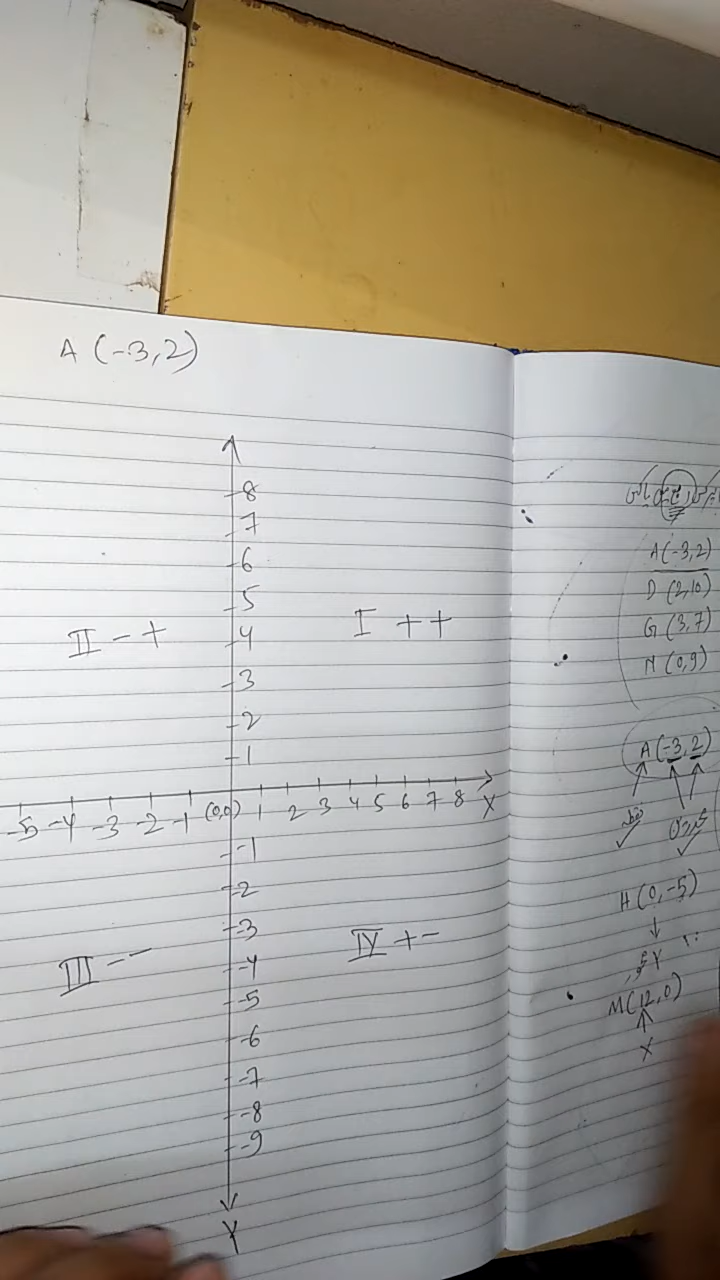 A (-3,2)
8
7
6
5
II - +
I + +
4
3
2
1
-5 -4 -3 -2 -1 (0,0) 1 2 3 4 5 6 7 8 X
-1
-2
-3
III - -
IV + -
-4
-5
-6
-7
-8
-9
Y
A (-3,2)
D (2,10)
G (3,7)
N (0,9)
A (-3,2)
H (0,-5)
Y
M (12,0)
X